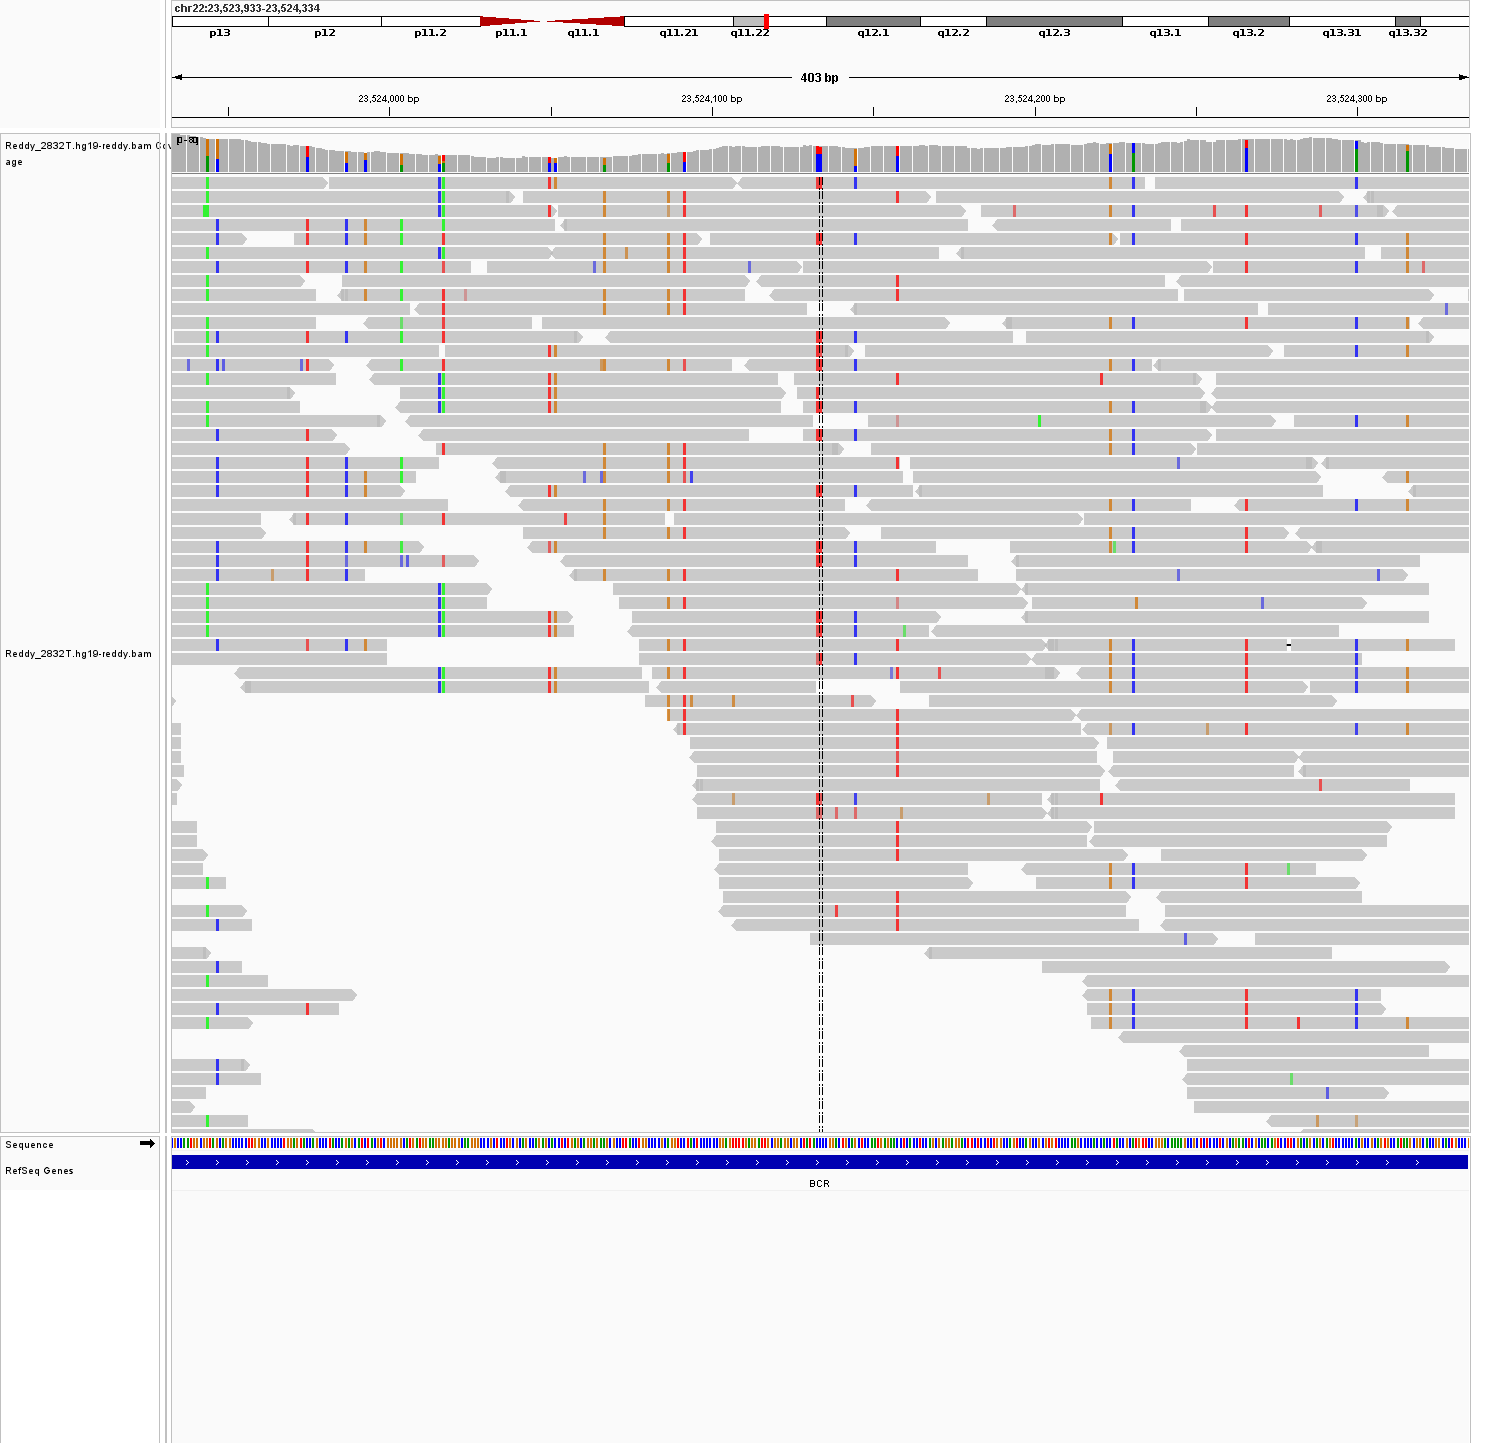 chr22:23,523,933-23,524,334
p13 p12 p11.2 p11.1 q11.1 q11.21 q11.22 q12.1 q12.2 q12.3 q13.1 q13.2 q13.31 q13.32
403 bp
23,524,000 bp 23,524,100 bp 23,524,200 bp 23,524,300 bp
Reddy_2832T.hg19-reddy.bam Cov
age
Reddy_2832T.hg19-reddy.bam
Sequence
RefSeq Genes
BCR